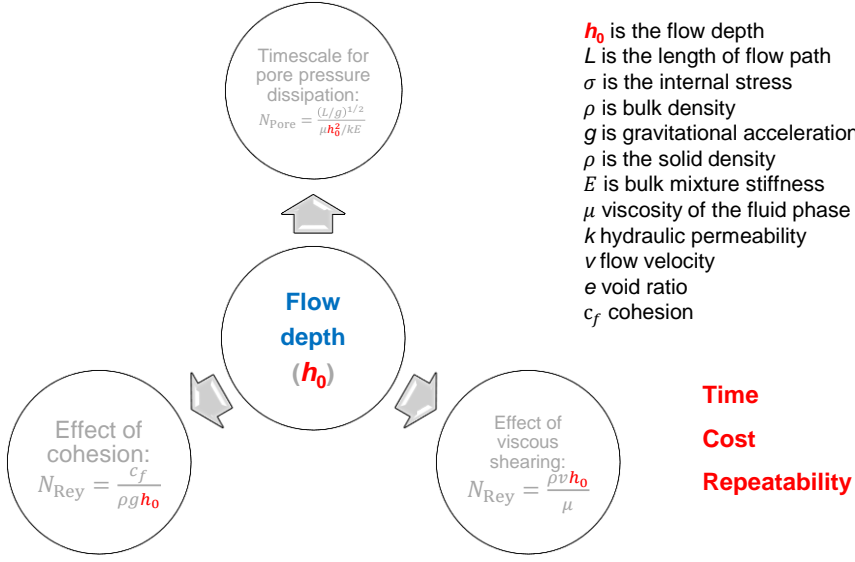 Timescale for
pore pressure
dissipation:
N_Pore = (L/g)^{1/2} / μh_0^2/kE
Flow
depth
(h_0)
Effect of
cohesion:
N_Rey = c_f / ρgh_0
Effect of
viscous
shearing:
N_Rey = ρvh_0 / μ
h_0 is the flow depth
L is the length of flow path
σ is the internal stress
ρ is bulk density
g is gravitational acceleration
ρ is the solid density
E is bulk mixture stiffness
μ viscosity of the fluid phase
k hydraulic permeability
v flow velocity
e void ratio
c_f cohesion
Time
Cost
Repeatability